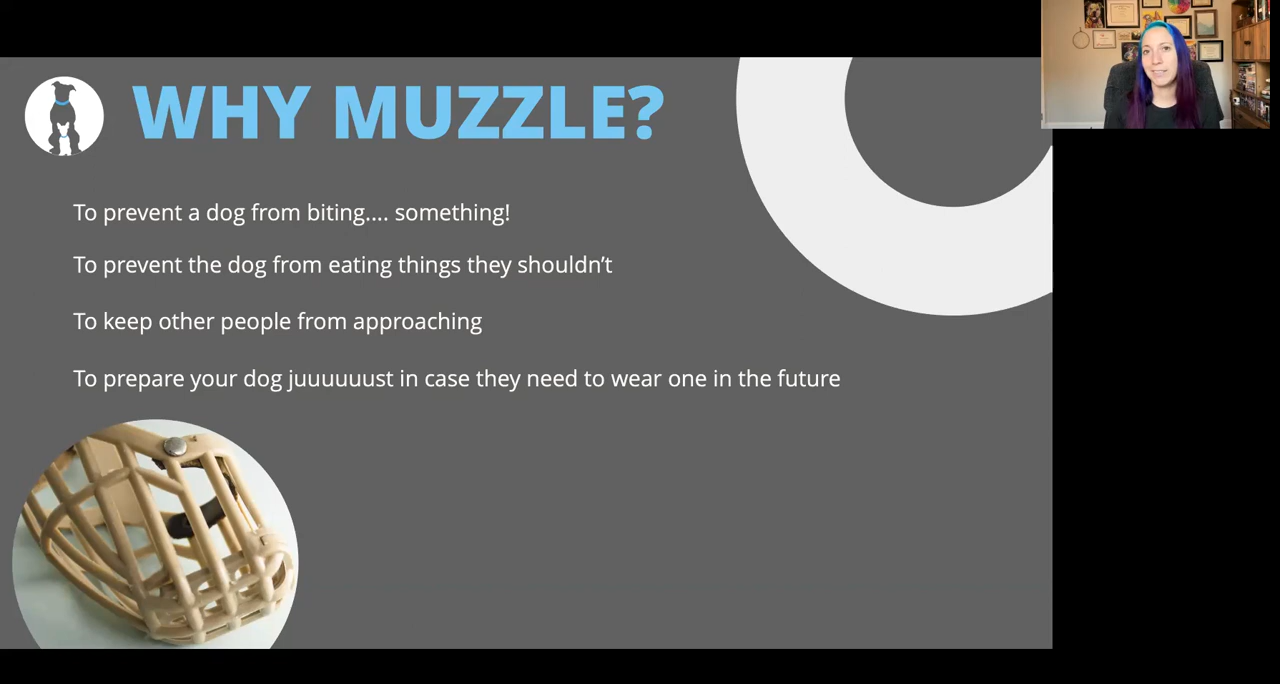 WHY MUZZLE?
To prevent a dog from biting.... something!
To prevent the dog from eating things they shouldn’t
To keep other people from approaching
To prepare your dog juuuuuust in case they need to wear one in the future